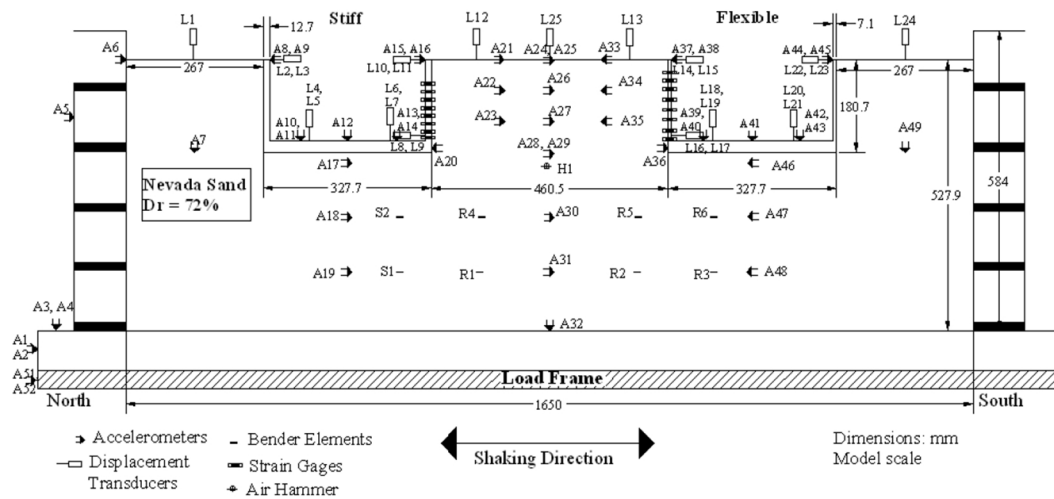 L1 Stiff L12 L25 L13 Flexible L24
12.7 7.1
A6 A8, A9 A15, A16 A21 A24, A25 A33 A37, A38 A44, A45
267 L2, L3 L10, L11 L14, L15 L22, L23 267
L4, L5 L6, L7 A22 A26 A34 L18, L19 L20, L21
A5 A10, A11 A12 A13, A14 A23 A27 A35 A39, A40 A41 A42, A43 180.7
A7 L8, L9 A20 A28, A29 A36 L16, L17 A49
A17 H1 A46
Nevada Sand
Dr = 72%
327.7 460.5 327.7 527.9 584
A18 S2 R4 A30 R5 R6 A47
A19 S1 R1 A31 R2 R3 A48
A3, A4 A32
A1
A2
A51
A52
Load Frame
North 1650 South
Accelerometers Bender Elements
Displacement Transducers Strain Gages
Air Hammer
Shaking Direction
Dimensions: mm
Model scale